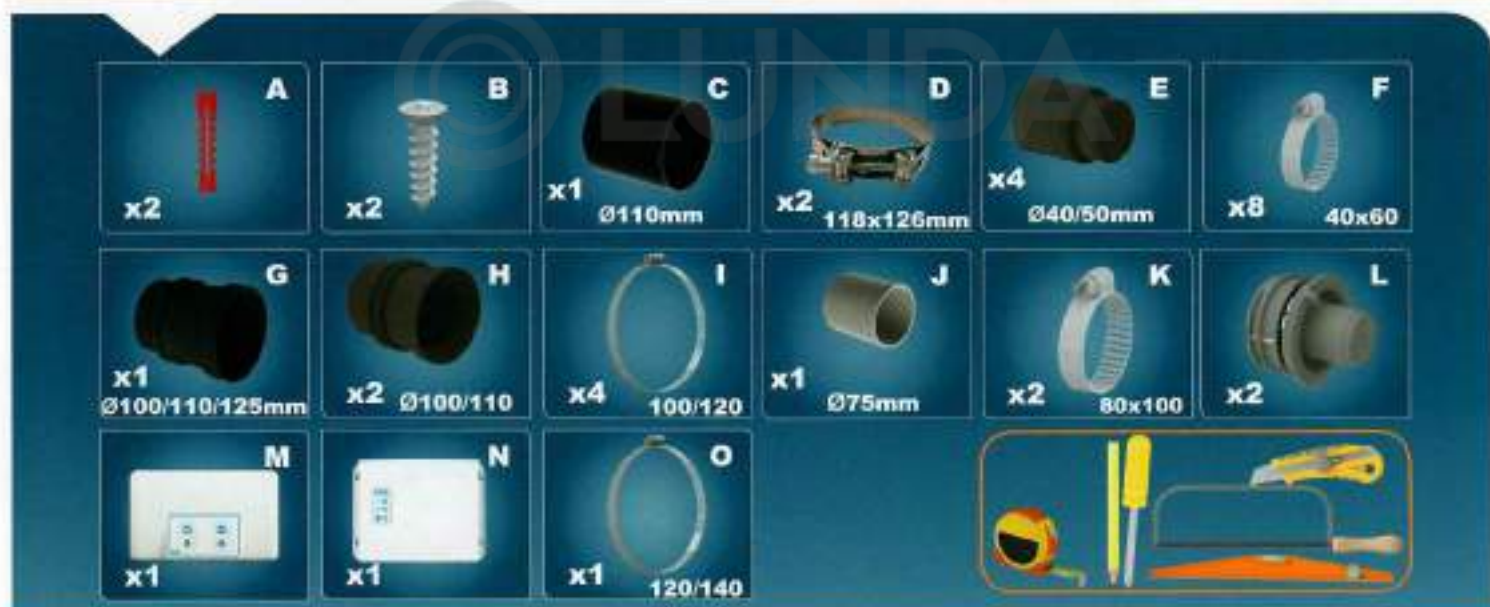 LUNDA
A
x2
B
x2
C
x1
Ø110mm
D
x2
118x126mm
E
x4
Ø40/50mm
F
x8
40x60
G
x1
Ø100/110/125mm
H
x2
Ø100/110
I
x4
100/120
J
x1
Ø75mm
K
x2
80x100
L
x2
M
x1
N
x1
O
x1
120/140